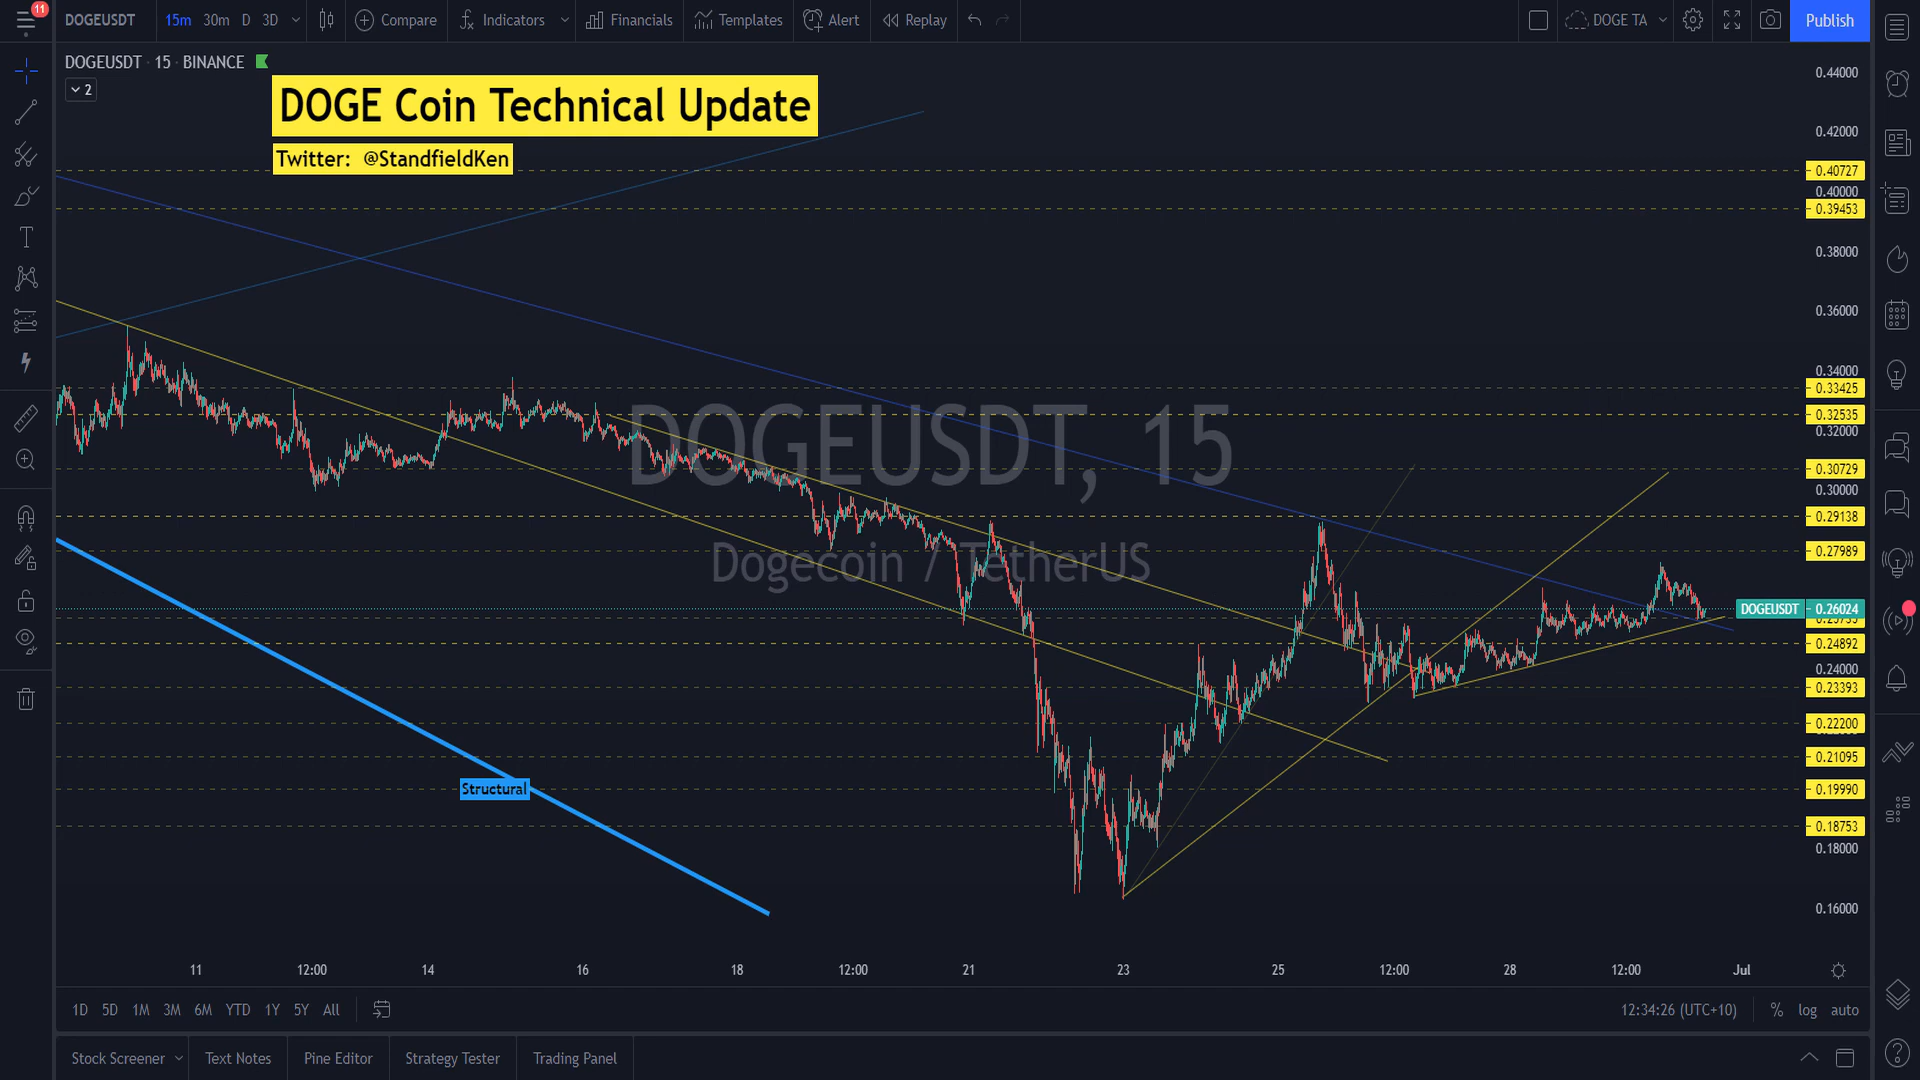 11
DOGEUSDT 15m 30m D 3D Compare Indicators Financials Templates Alert Replay DOGE TA Publish
DOGEUSDT · 15 · BINANCE
2
DOGE Coin Technical Update
Twitter: @StandfieldKen
0.44000
0.42000
0.40727
0.40000
0.39453
0.38000
0.36000
0.34000
0.33425
0.32535
0.32000
0.30729
0.30000
0.29138
0.27989
DOGEUSDT 0.26024
0.24892
0.24000
0.23393
0.22200
0.21095
0.19990
0.18753
0.18000
0.16000
DOGEUSDT, 15
Dogecoin / TetherUS
Structural
11 12:00 14 16 18 12:00 21 23 25 12:00 28 12:00 Jul
1D 5D 1M 3M 6M YTD 1Y 5Y All 12:34:26 (UTC+10) % log auto
Stock Screener Text Notes Pine Editor Strategy Tester Trading Panel